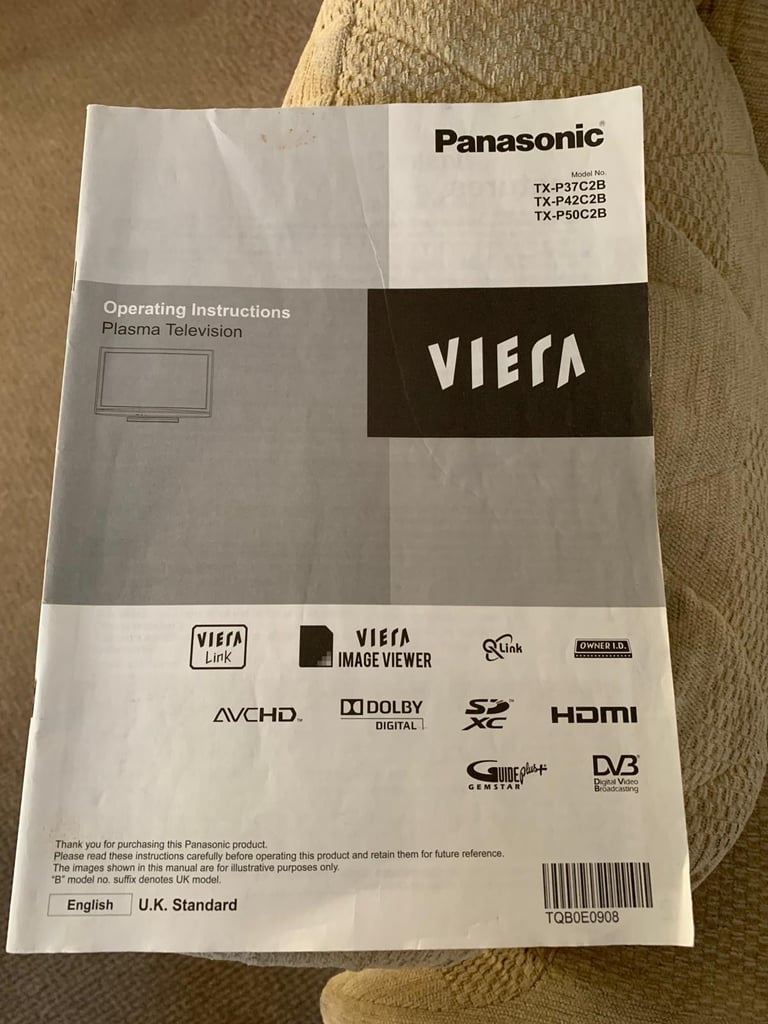 Panasonic®
Model No.
TX-P37C2B
TX-P42C2B
TX-P50C2B
Operating Instructions
Plasma Television
VIERA
VIERA Link
VIERA IMAGE VIEWER
Q Link
OWNER I.D.
AVCHD™
DOLBY DIGITAL
SD XC™
HDMI
GUIDE Plus+ GEMSTAR
DVB® Digital Video Broadcasting
Thank you for purchasing this Panasonic product.
Please read these instructions carefully before operating this product and retain them for future reference.
The images shown in this manual are for illustrative purposes only.
"B" model no. suffix denotes UK model.
English U.K. Standard
TQB0E0908